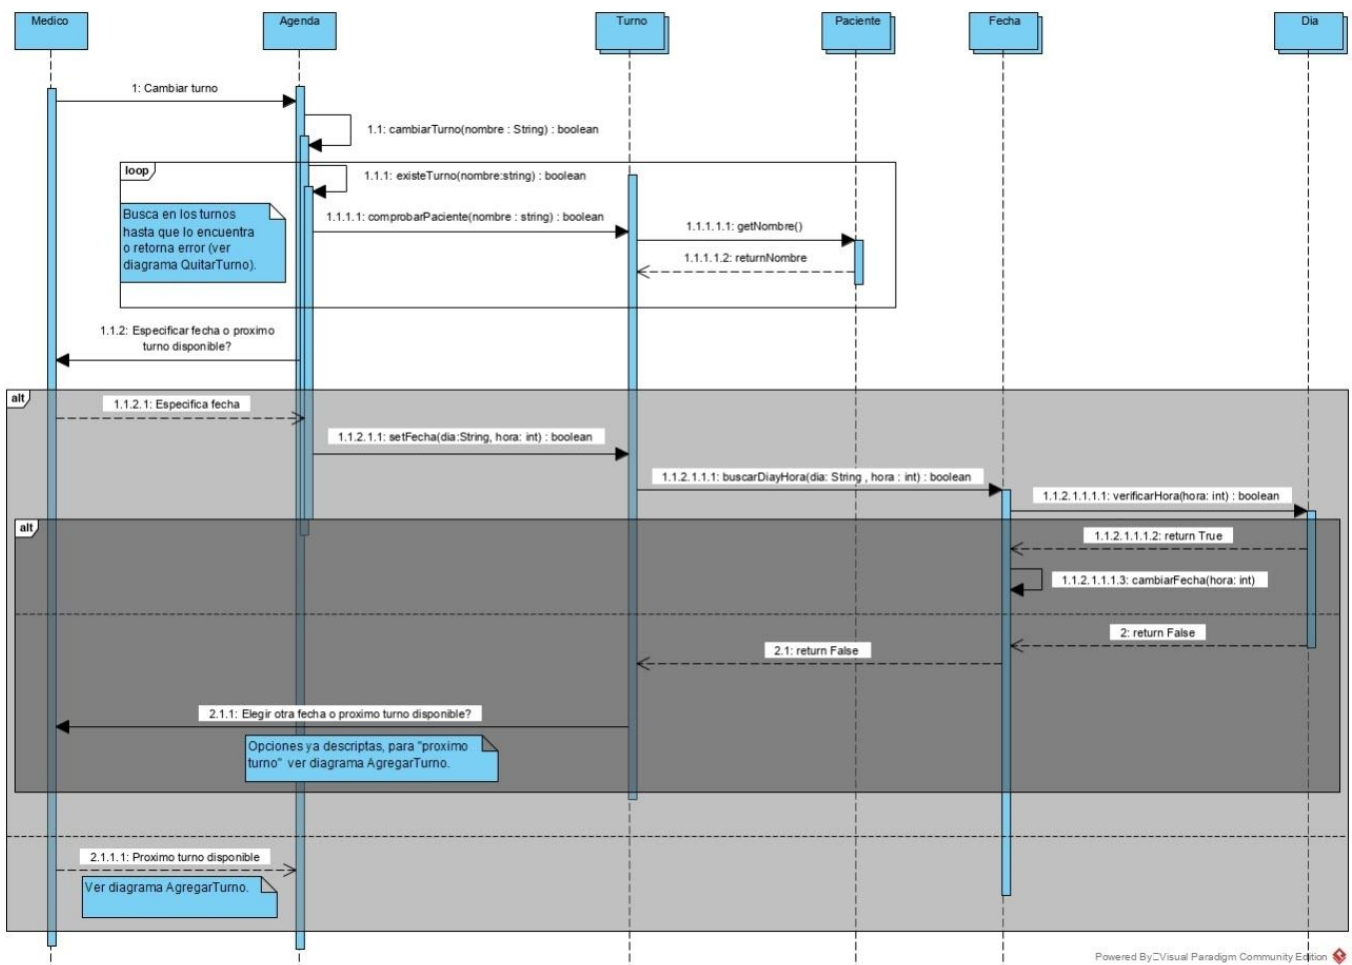 Medico
Agenda
Turno
Paciente
Fecha
Dia
1: Cambiar turno
1.1: cambiarTurno(nombre : String) : boolean
loop
1.1.1: existeTurno(nombre:string) : boolean
Busca en los turnos
hasta que lo encuentra
o retorna error (ver
diagrama QuitarTurno).
1.1.1.1: comprobarPaciente(nombre : string) : boolean
1.1.1.1.1: getNombre()
1.1.1.1.2: returnNombre
1.1.2: Especificar fecha o proximo
turno disponible?
alt
1.1.2.1: Especifica fecha
1.1.2.1.1: setFecha(dia:String, hora: int) : boolean
1.1.2.1.1.1: buscarDiayHora(dia: String , hora : int) : boolean
1.1.2.1.1.1.1: verificarHora(hora: int) : boolean
alt
1.1.2.1.1.1.2: return True
1.1.2.1.1.1.3: cambiarFecha(hora: int)
2: return False
2.1: return False
2.1.1: Elegir otra fecha o proximo turno disponible?
Opciones ya descriptas, para "proximo
turno" ver diagrama AgregarTurno.
2.1.1.1: Proximo turno disponible
Ver diagrama AgregarTurno.
Powered By Visual Paradigm Community Edition